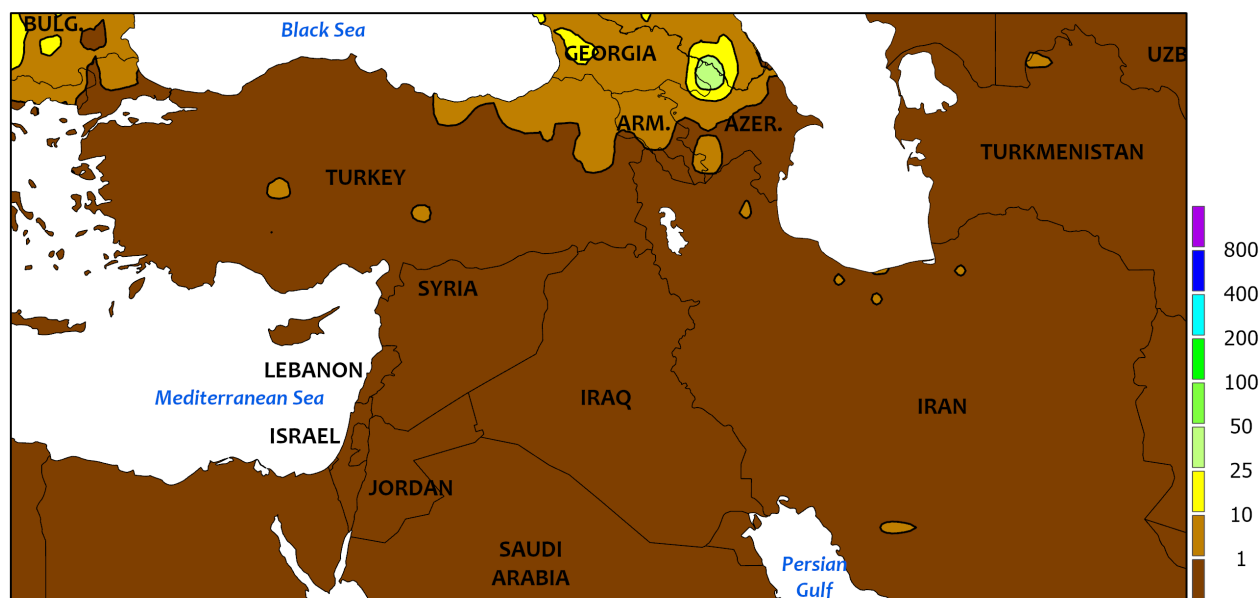 BULG.
Black Sea
GEORGIA
UZB
ARM.
AZER.
TURKMENISTAN
TURKEY
SYRIA
LEBANON
Mediterranean Sea
IRAQ
IRAN
ISRAEL
JORDAN
SAUDI
ARABIA
Persian
Gulf
800
400
200
100
50
25
10
1